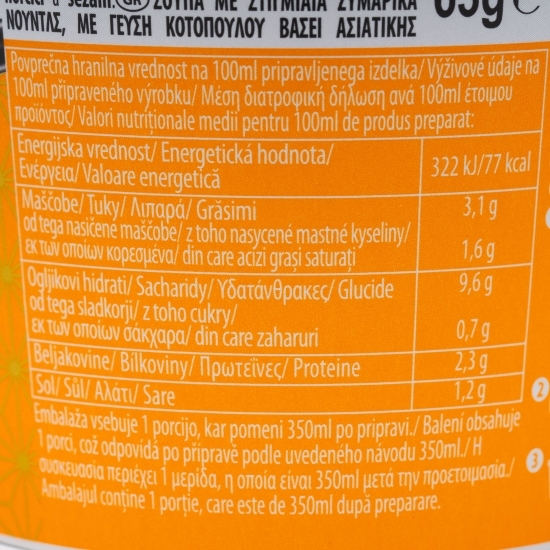 ΖΟΥΠΑ ΜΕ ΣΤΙΓΜΙΑΙΑ ΖΥΜΑΡΙΚΑ 65g e
ΝΟΥΝΤΛΣ, ΜΕ ΓΕΥΣΗ ΚΟΤΟΠΟΥΛΟΥ ΒΑΣΕΙ ΑΣΙΑΤΙΚΗΣ
Povprečna hranilna vrednost na 100ml pripravljenega izdelka/ Výživové údaje na
100ml připraveného výrobku/ Μέση διατροφική δήλωση ανά 100ml έτοιμου
προϊόντος/ Valori nutriționale medii pentru 100ml de produs preparat:
Energijska vrednost/ Energetická hodnota/
Ενέργεια/ Valoare energetică 322 kJ/77 kcal
Maščobe/ Tuky/ Λιπαρά/ Grăsimi 3,1 g
od tega nasičene maščobe/ z toho nasycené mastné kyseliny/
εκ των οποίων κορεσμένα/ din care acizi grași saturați 1,6 g
Ogljikovi hidrati/ Sacharidy/ Υδατάνθρακες/ Glucide 9,6 g
od tega sladkorji/ z toho cukry/
εκ των οποίων σάκχαρα/ din care zaharuri 0,7 g
Beljakovine/ Bílkoviny/ Πρωτεΐνες/ Proteine 2,3 g
Sol/ Sůl/ Αλάτι/ Sare 1,2 g
Embalaža vsebuje 1 porcijo, kar pomeni 350ml po pripravi./ Balení obsahuje
1 porci, což odpovídá po přípravě podle uvedeného návodu 350ml./ Η
συσκευασία περιέχει 1 μερίδα, η οποία είναι 350ml μετά την προετοιμασία./
Ambalajul conține 1 porție, care este de 350ml după preparare.
2
3